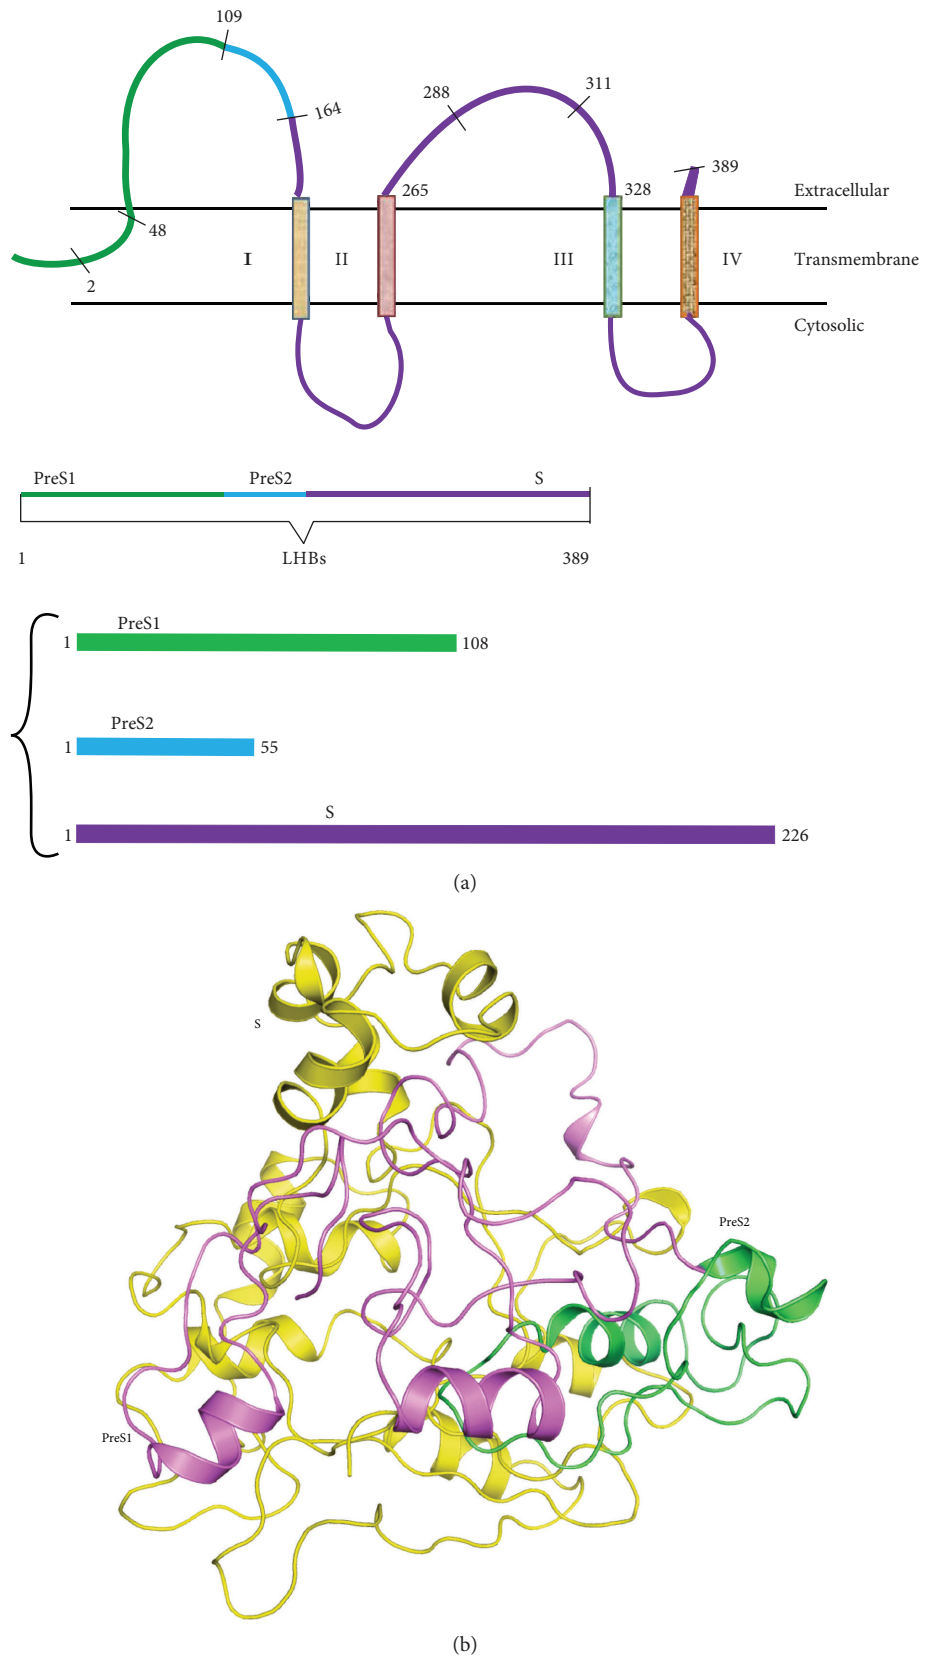 109
288
311
164
389
265
328
Extracellular
48
I
II
III
IV
Transmembrane
2
Cytosolic
PreS1
PreS2
S
1
LHBs
389
PreS1
1
108
PreS2
1
55
S
1
226
(a)
S
PreS2
PreS1
(b)